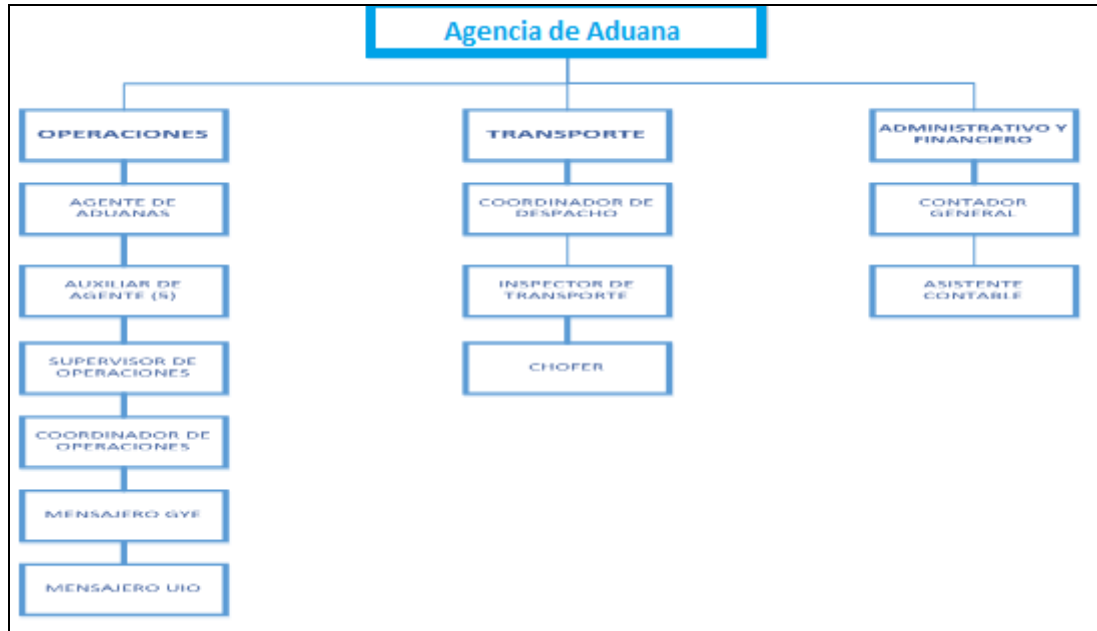 Agencia de Aduana
OPERACIONES
AGENTE DE
ADUANAS
AUXILIAR DE
AGENTE (S)
SUPERVISOR DE
OPERACIONES
COORDINADOR DE
OPERACIONES
MENSAJERO GYE
MENSAJERO UIO
TRANSPORTE
COORDINADOR DE
DESPACHO
INSPECTOR DE
TRANSPORTE
CHOFER
ADMINISTRATIVO Y
FINANCIERO
CONTADOR
GENERAL
ASISTENTE
CONTABLE